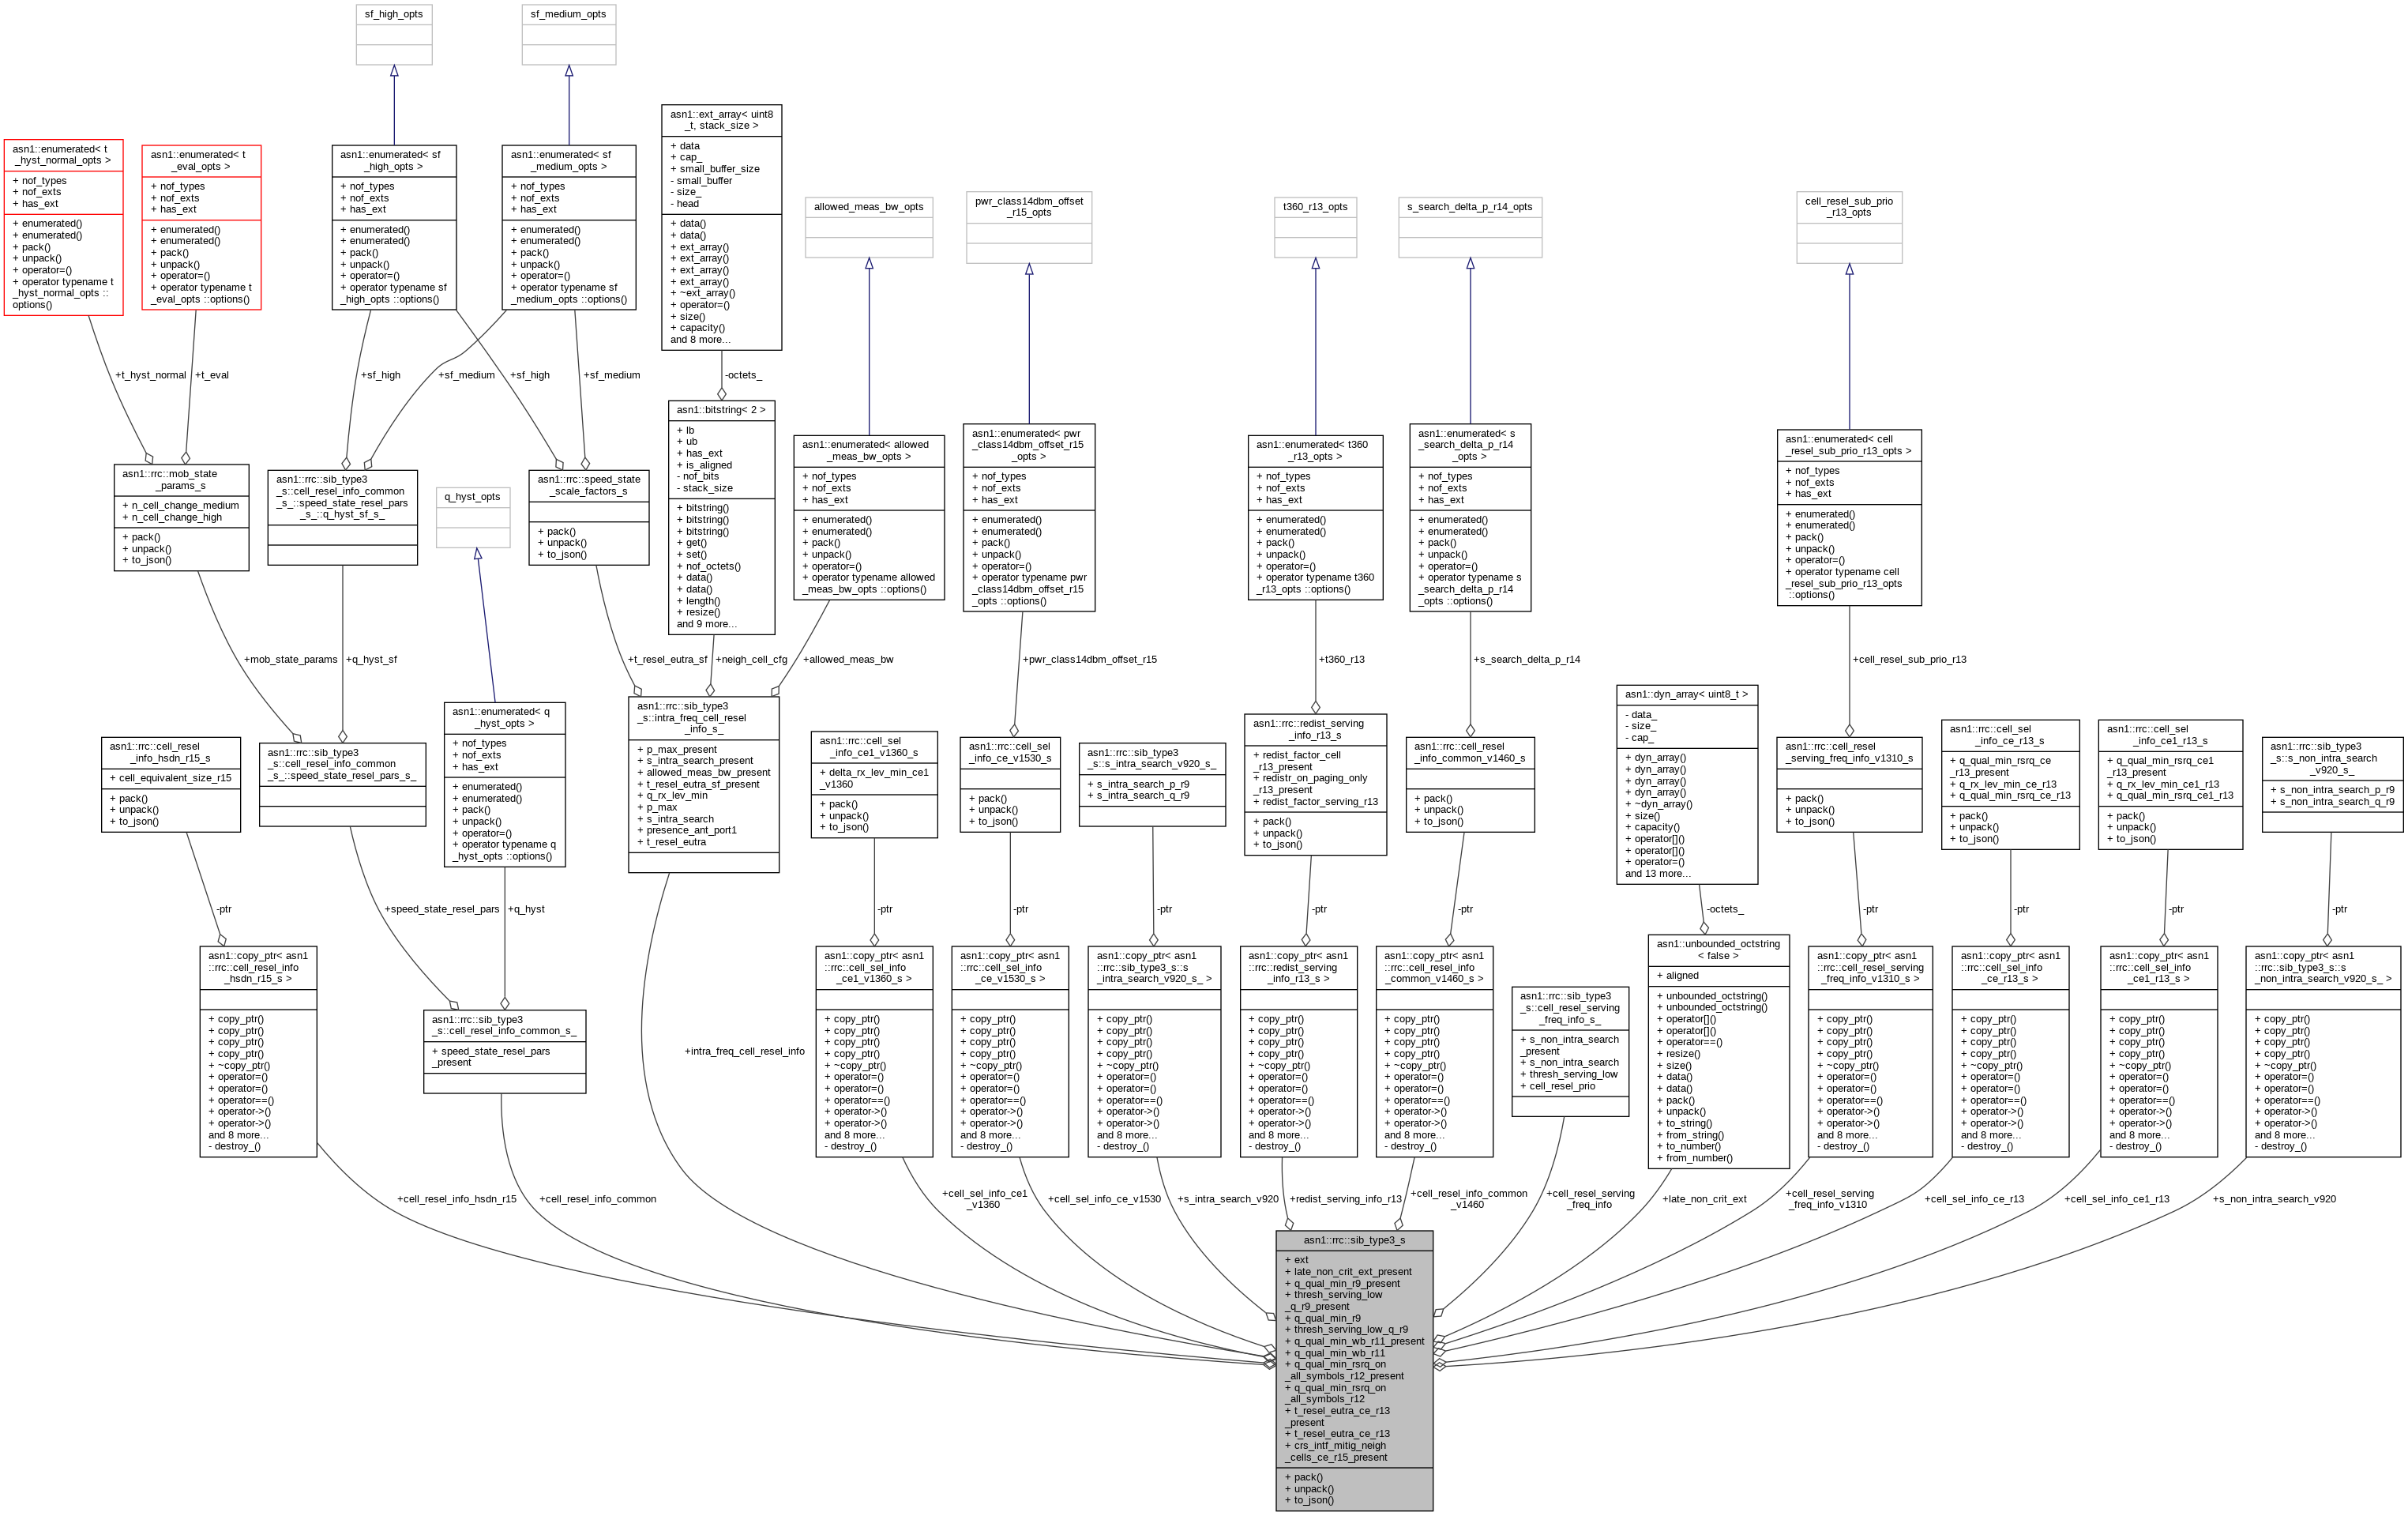 sf_high_opts
sf_medium_opts
asn1::ext_array< uint8
_t, stack_size >
+ data
+ cap_
+ small_buffer_size
- small_buffer
- size_
- head
+ data()
+ data()
+ ext_array()
+ ext_array()
+ ext_array()
+ ext_array()
+ ~ext_array()
+ operator=()
+ size()
+ capacity()
and 8 more...
asn1::enumerated< t
_hyst_normal_opts >
+ nof_types
+ nof_exts
+ has_ext
+ enumerated()
+ enumerated()
+ pack()
+ unpack()
+ operator=()
+ operator typename t
_hyst_normal_opts ::
options()
asn1::enumerated< t
_eval_opts >
+ nof_types
+ nof_exts
+ has_ext
+ enumerated()
+ enumerated()
+ pack()
+ unpack()
+ operator=()
+ operator typename t
_eval_opts ::options()
asn1::enumerated< sf
_high_opts >
+ nof_types
+ nof_exts
+ has_ext
+ enumerated()
+ enumerated()
+ pack()
+ unpack()
+ operator=()
+ operator typename sf
_high_opts ::options()
asn1::enumerated< sf
_medium_opts >
+ nof_types
+ nof_exts
+ has_ext
+ enumerated()
+ enumerated()
+ pack()
+ unpack()
+ operator=()
+ operator typename sf
_medium_opts ::options()
allowed_meas_bw_opts
pwr_class14dbm_offset
_r15_opts
t360_r13_opts
s_search_delta_p_r14_opts
cell_resel_sub_prio
_r13_opts
+t_hyst_normal
+t_eval
+sf_high
+sf_medium
+sf_high
+sf_medium
-octets_
asn1::rrc::mob_state
_params_s
+ n_cell_change_medium
+ n_cell_change_high
+ pack()
+ unpack()
+ to_json()
asn1::rrc::sib_type3
_s::cell_resel_info_common
_s_::speed_state_resel_pars
_s_::q_hyst_sf_s_
q_hyst_opts
asn1::rrc::speed_state
_scale_factors_s
+ pack()
+ unpack()
+ to_json()
asn1::bitstring< 2 >
+ lb
+ ub
+ has_ext
+ is_aligned
- nof_bits
- stack_size
+ bitstring()
+ bitstring()
+ bitstring()
+ get()
+ set()
+ nof_octets()
+ data()
+ data()
+ length()
+ resize()
and 9 more...
asn1::enumerated< allowed
_meas_bw_opts >
+ nof_types
+ nof_exts
+ has_ext
+ enumerated()
+ enumerated()
+ pack()
+ unpack()
+ operator=()
+ operator typename allowed
_meas_bw_opts ::options()
asn1::enumerated< pwr
_class14dbm_offset_r15
_opts >
+ nof_types
+ nof_exts
+ has_ext
+ enumerated()
+ enumerated()
+ pack()
+ unpack()
+ operator=()
+ operator typename pwr
_class14dbm_offset_r15
_opts ::options()
asn1::enumerated< t360
_r13_opts >
+ nof_types
+ nof_exts
+ has_ext
+ enumerated()
+ enumerated()
+ pack()
+ unpack()
+ operator=()
+ operator typename t360
_r13_opts ::options()
asn1::enumerated< s
_search_delta_p_r14
_opts >
+ nof_types
+ nof_exts
+ has_ext
+ enumerated()
+ enumerated()
+ pack()
+ unpack()
+ operator=()
+ operator typename s
_search_delta_p_r14
_opts ::options()
asn1::enumerated< cell
_resel_sub_prio_r13_opts >
+ nof_types
+ nof_exts
+ has_ext
+ enumerated()
+ enumerated()
+ pack()
+ unpack()
+ operator=()
+ operator typename cell
_resel_sub_prio_r13_opts
::options()
+mob_state_params
+q_hyst_sf
+t_resel_eutra_sf
+neigh_cell_cfg
+allowed_meas_bw
+pwr_class14dbm_offset_r15
+t360_r13
+s_search_delta_p_r14
+cell_resel_sub_prio_r13
asn1::rrc::cell_resel
_info_hsdn_r15_s
+ cell_equivalent_size_r15
+ pack()
+ unpack()
+ to_json()
asn1::rrc::sib_type3
_s::cell_resel_info_common
_s_::speed_state_resel_pars_s_
asn1::enumerated< q
_hyst_opts >
+ nof_types
+ nof_exts
+ has_ext
+ enumerated()
+ enumerated()
+ pack()
+ unpack()
+ operator=()
+ operator typename q
_hyst_opts ::options()
asn1::rrc::sib_type3
_s::intra_freq_cell_resel
_info_s_
+ p_max_present
+ s_intra_search_present
+ allowed_meas_bw_present
+ t_resel_eutra_sf_present
+ q_rx_lev_min
+ p_max
+ s_intra_search
+ presence_ant_port1
+ t_resel_eutra
asn1::rrc::cell_sel
_info_ce1_v1360_s
+ delta_rx_lev_min_ce1
_v1360
+ pack()
+ unpack()
+ to_json()
asn1::rrc::cell_sel
_info_ce_v1530_s
+ pack()
+ unpack()
+ to_json()
asn1::rrc::sib_type3
_s::s_intra_search_v920_s_
+ s_intra_search_p_r9
+ s_intra_search_q_r9
asn1::rrc::redist_serving
_info_r13_s
+ redist_factor_cell
_r13_present
+ redistr_on_paging_only
_r13_present
+ redist_factor_serving_r13
+ pack()
+ unpack()
+ to_json()
asn1::rrc::cell_resel
_info_common_v1460_s
+ pack()
+ unpack()
+ to_json()
asn1::dyn_array< uint8_t >
- data_
- size_
- cap_
+ dyn_array()
+ dyn_array()
+ dyn_array()
+ dyn_array()
+ ~dyn_array()
+ size()
+ capacity()
+ operator[]()
+ operator[]()
+ operator=()
and 13 more...
asn1::rrc::cell_resel
_serving_freq_info_v1310_s
+ pack()
+ unpack()
+ to_json()
asn1::rrc::cell_sel
_info_ce_r13_s
+ q_qual_min_rsrq_ce
_r13_present
+ q_rx_lev_min_ce_r13
+ q_qual_min_rsrq_ce_r13
+ pack()
+ unpack()
+ to_json()
asn1::rrc::cell_sel
_info_ce1_r13_s
+ q_qual_min_rsrq_ce1
_r13_present
+ q_rx_lev_min_ce1_r13
+ q_qual_min_rsrq_ce1_r13
+ pack()
+ unpack()
+ to_json()
asn1::rrc::sib_type3
_s::s_non_intra_search
_v920_s_
+ s_non_intra_search_p_r9
+ s_non_intra_search_q_r9
-ptr
+speed_state_resel_pars
+q_hyst
-ptr
-ptr
-ptr
-ptr
-ptr
-octets_
-ptr
-ptr
-ptr
-ptr
asn1::copy_ptr< asn1
::rrc::cell_resel_info
_hsdn_r15_s >
+ copy_ptr()
+ copy_ptr()
+ copy_ptr()
+ copy_ptr()
+ ~copy_ptr()
+ operator=()
+ operator=()
+ operator==()
+ operator->()
+ operator->()
and 8 more...
- destroy_()
asn1::rrc::sib_type3
_s::cell_resel_info_common_s_
+ speed_state_resel_pars
_present
+intra_freq_cell_resel_info
asn1::copy_ptr< asn1
::rrc::cell_sel_info
_ce1_v1360_s >
+ copy_ptr()
+ copy_ptr()
+ copy_ptr()
+ copy_ptr()
+ ~copy_ptr()
+ operator=()
+ operator=()
+ operator==()
+ operator->()
+ operator->()
and 8 more...
- destroy_()
asn1::copy_ptr< asn1
::rrc::cell_sel_info
_ce_v1530_s >
+ copy_ptr()
+ copy_ptr()
+ copy_ptr()
+ copy_ptr()
+ ~copy_ptr()
+ operator=()
+ operator=()
+ operator==()
+ operator->()
+ operator->()
and 8 more...
- destroy_()
asn1::copy_ptr< asn1
::rrc::sib_type3_s::s
_intra_search_v920_s_ >
+ copy_ptr()
+ copy_ptr()
+ copy_ptr()
+ copy_ptr()
+ ~copy_ptr()
+ operator=()
+ operator=()
+ operator==()
+ operator->()
+ operator->()
and 8 more...
- destroy_()
asn1::copy_ptr< asn1
::rrc::redist_serving
_info_r13_s >
+ copy_ptr()
+ copy_ptr()
+ copy_ptr()
+ copy_ptr()
+ ~copy_ptr()
+ operator=()
+ operator=()
+ operator==()
+ operator->()
+ operator->()
and 8 more...
- destroy_()
asn1::copy_ptr< asn1
::rrc::cell_resel_info
_common_v1460_s >
+ copy_ptr()
+ copy_ptr()
+ copy_ptr()
+ copy_ptr()
+ ~copy_ptr()
+ operator=()
+ operator=()
+ operator==()
+ operator->()
+ operator->()
and 8 more...
- destroy_()
asn1::rrc::sib_type3
_s::cell_resel_serving
_freq_info_s_
+ s_non_intra_search
_present
+ s_non_intra_search
+ thresh_serving_low
+ cell_resel_prio
asn1::unbounded_octstring
< false >
+ aligned
+ unbounded_octstring()
+ unbounded_octstring()
+ operator[]()
+ operator[]()
+ operator==()
+ resize()
+ size()
+ data()
+ data()
+ pack()
+ unpack()
+ to_string()
+ from_string()
+ to_number()
+ from_number()
asn1::copy_ptr< asn1
::rrc::cell_resel_serving
_freq_info_v1310_s >
+ copy_ptr()
+ copy_ptr()
+ copy_ptr()
+ copy_ptr()
+ ~copy_ptr()
+ operator=()
+ operator=()
+ operator==()
+ operator->()
+ operator->()
and 8 more...
- destroy_()
asn1::copy_ptr< asn1
::rrc::cell_sel_info
_ce_r13_s >
+ copy_ptr()
+ copy_ptr()
+ copy_ptr()
+ copy_ptr()
+ ~copy_ptr()
+ operator=()
+ operator=()
+ operator==()
+ operator->()
+ operator->()
and 8 more...
- destroy_()
asn1::copy_ptr< asn1
::rrc::cell_sel_info
_ce1_r13_s >
+ copy_ptr()
+ copy_ptr()
+ copy_ptr()
+ copy_ptr()
+ ~copy_ptr()
+ operator=()
+ operator=()
+ operator==()
+ operator->()
+ operator->()
and 8 more...
- destroy_()
asn1::copy_ptr< asn1
::rrc::sib_type3_s::s
_non_intra_search_v920_s_ >
+ copy_ptr()
+ copy_ptr()
+ copy_ptr()
+ copy_ptr()
+ ~copy_ptr()
+ operator=()
+ operator=()
+ operator==()
+ operator->()
+ operator->()
and 8 more...
- destroy_()
+cell_resel_info_hsdn_r15
+cell_resel_info_common
+cell_sel_info_ce1
_v1360
+cell_sel_info_ce_v1530
+s_intra_search_v920
+redist_serving_info_r13
+cell_resel_info_common
_v1460
+cell_resel_serving
_freq_info
+late_non_crit_ext
+cell_resel_serving
_freq_info_v1310
+cell_sel_info_ce_r13
+cell_sel_info_ce1_r13
+s_non_intra_search_v920
asn1::rrc::sib_type3_s
+ ext
+ late_non_crit_ext_present
+ q_qual_min_r9_present
+ thresh_serving_low
_q_r9_present
+ q_qual_min_r9
+ thresh_serving_low_q_r9
+ q_qual_min_wb_r11_present
+ q_qual_min_wb_r11
+ q_qual_min_rsrq_on
_all_symbols_r12_present
+ q_qual_min_rsrq_on
_all_symbols_r12
+ t_resel_eutra_ce_r13
_present
+ t_resel_eutra_ce_r13
+ crs_intf_mitig_neigh
_cells_ce_r15_present
+ pack()
+ unpack()
+ to_json()